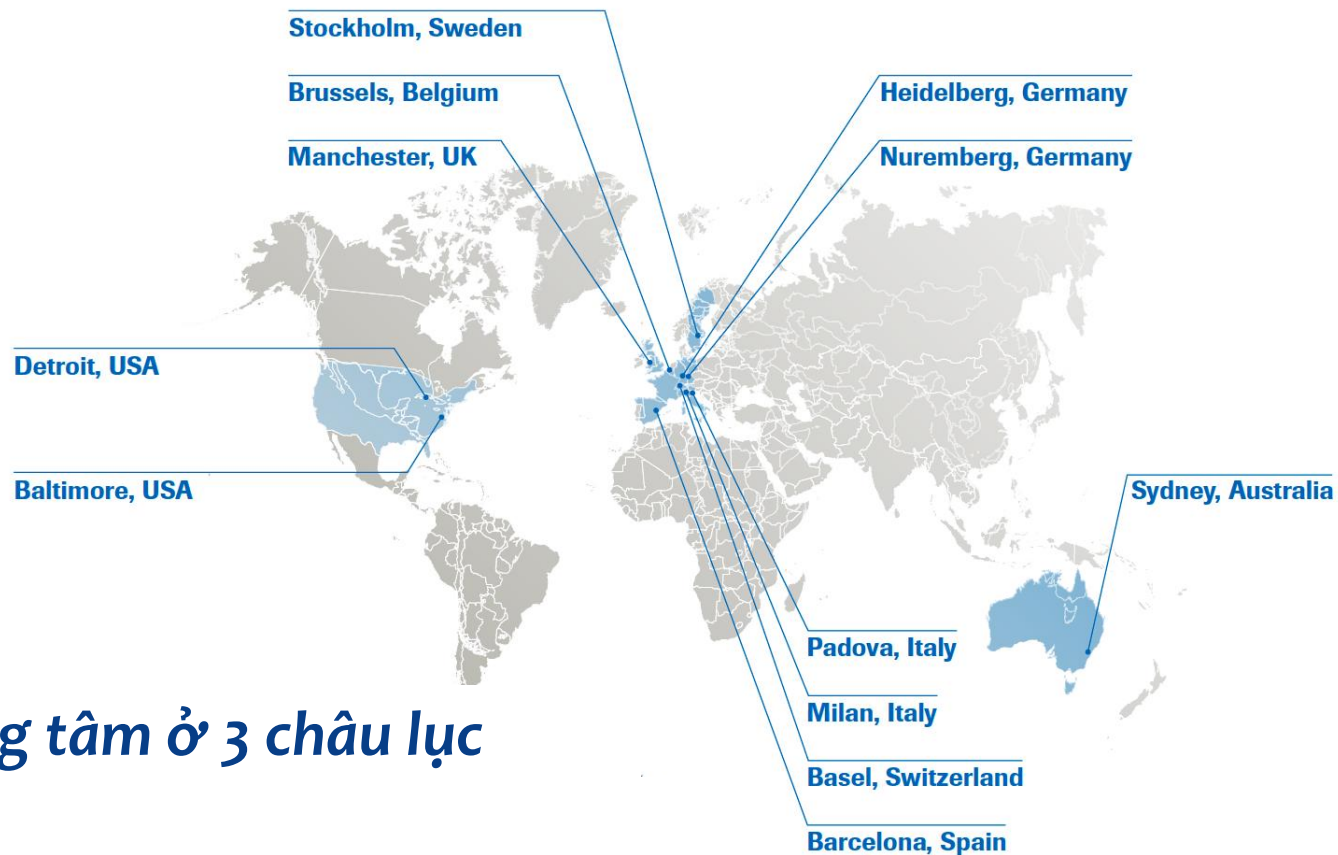 Stockholm, Sweden
Brussels, Belgium
Manchester, UK
Heidelberg, Germany
Nuremberg, Germany
Detroit, USA
Baltimore, USA
Sydney, Australia
Padova, Italy
Milan, Italy
Basel, Switzerland
Barcelona, Spain
g tâm ở 3 châu lục